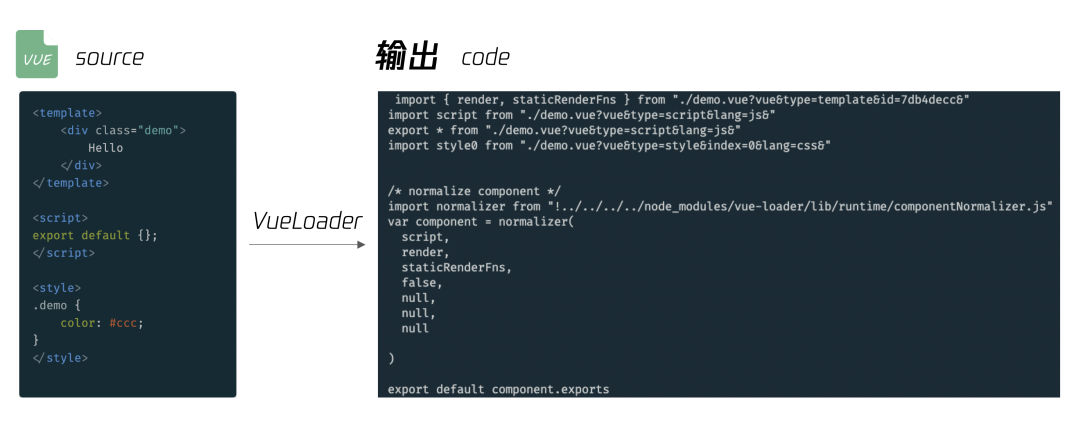 VUE source
<template>
    <div class="demo">
        Hello
    </div>
</template>

<script>
export default {};
</script>

<style>
.demo {
    color: #ccc;
}
</style>
VueLoader
输出 code
import { render, staticRenderFns } from "./demo.vue?vue&type=template&id=7db4decc&"
import script from "./demo.vue?vue&type=script&lang=js&"
export * from "./demo.vue?vue&type=script&lang=js&"
import style0 from "./demo.vue?vue&type=style&index=0&lang=css&"

/* normalize component */
import normalizer from "!../../../../node_modules/vue-loader/lib/runtime/componentNormalizer.js"
var component = normalizer(
  script,
  render,
  staticRenderFns,
  false,
  null,
  null,
  null

)

export default component.exports